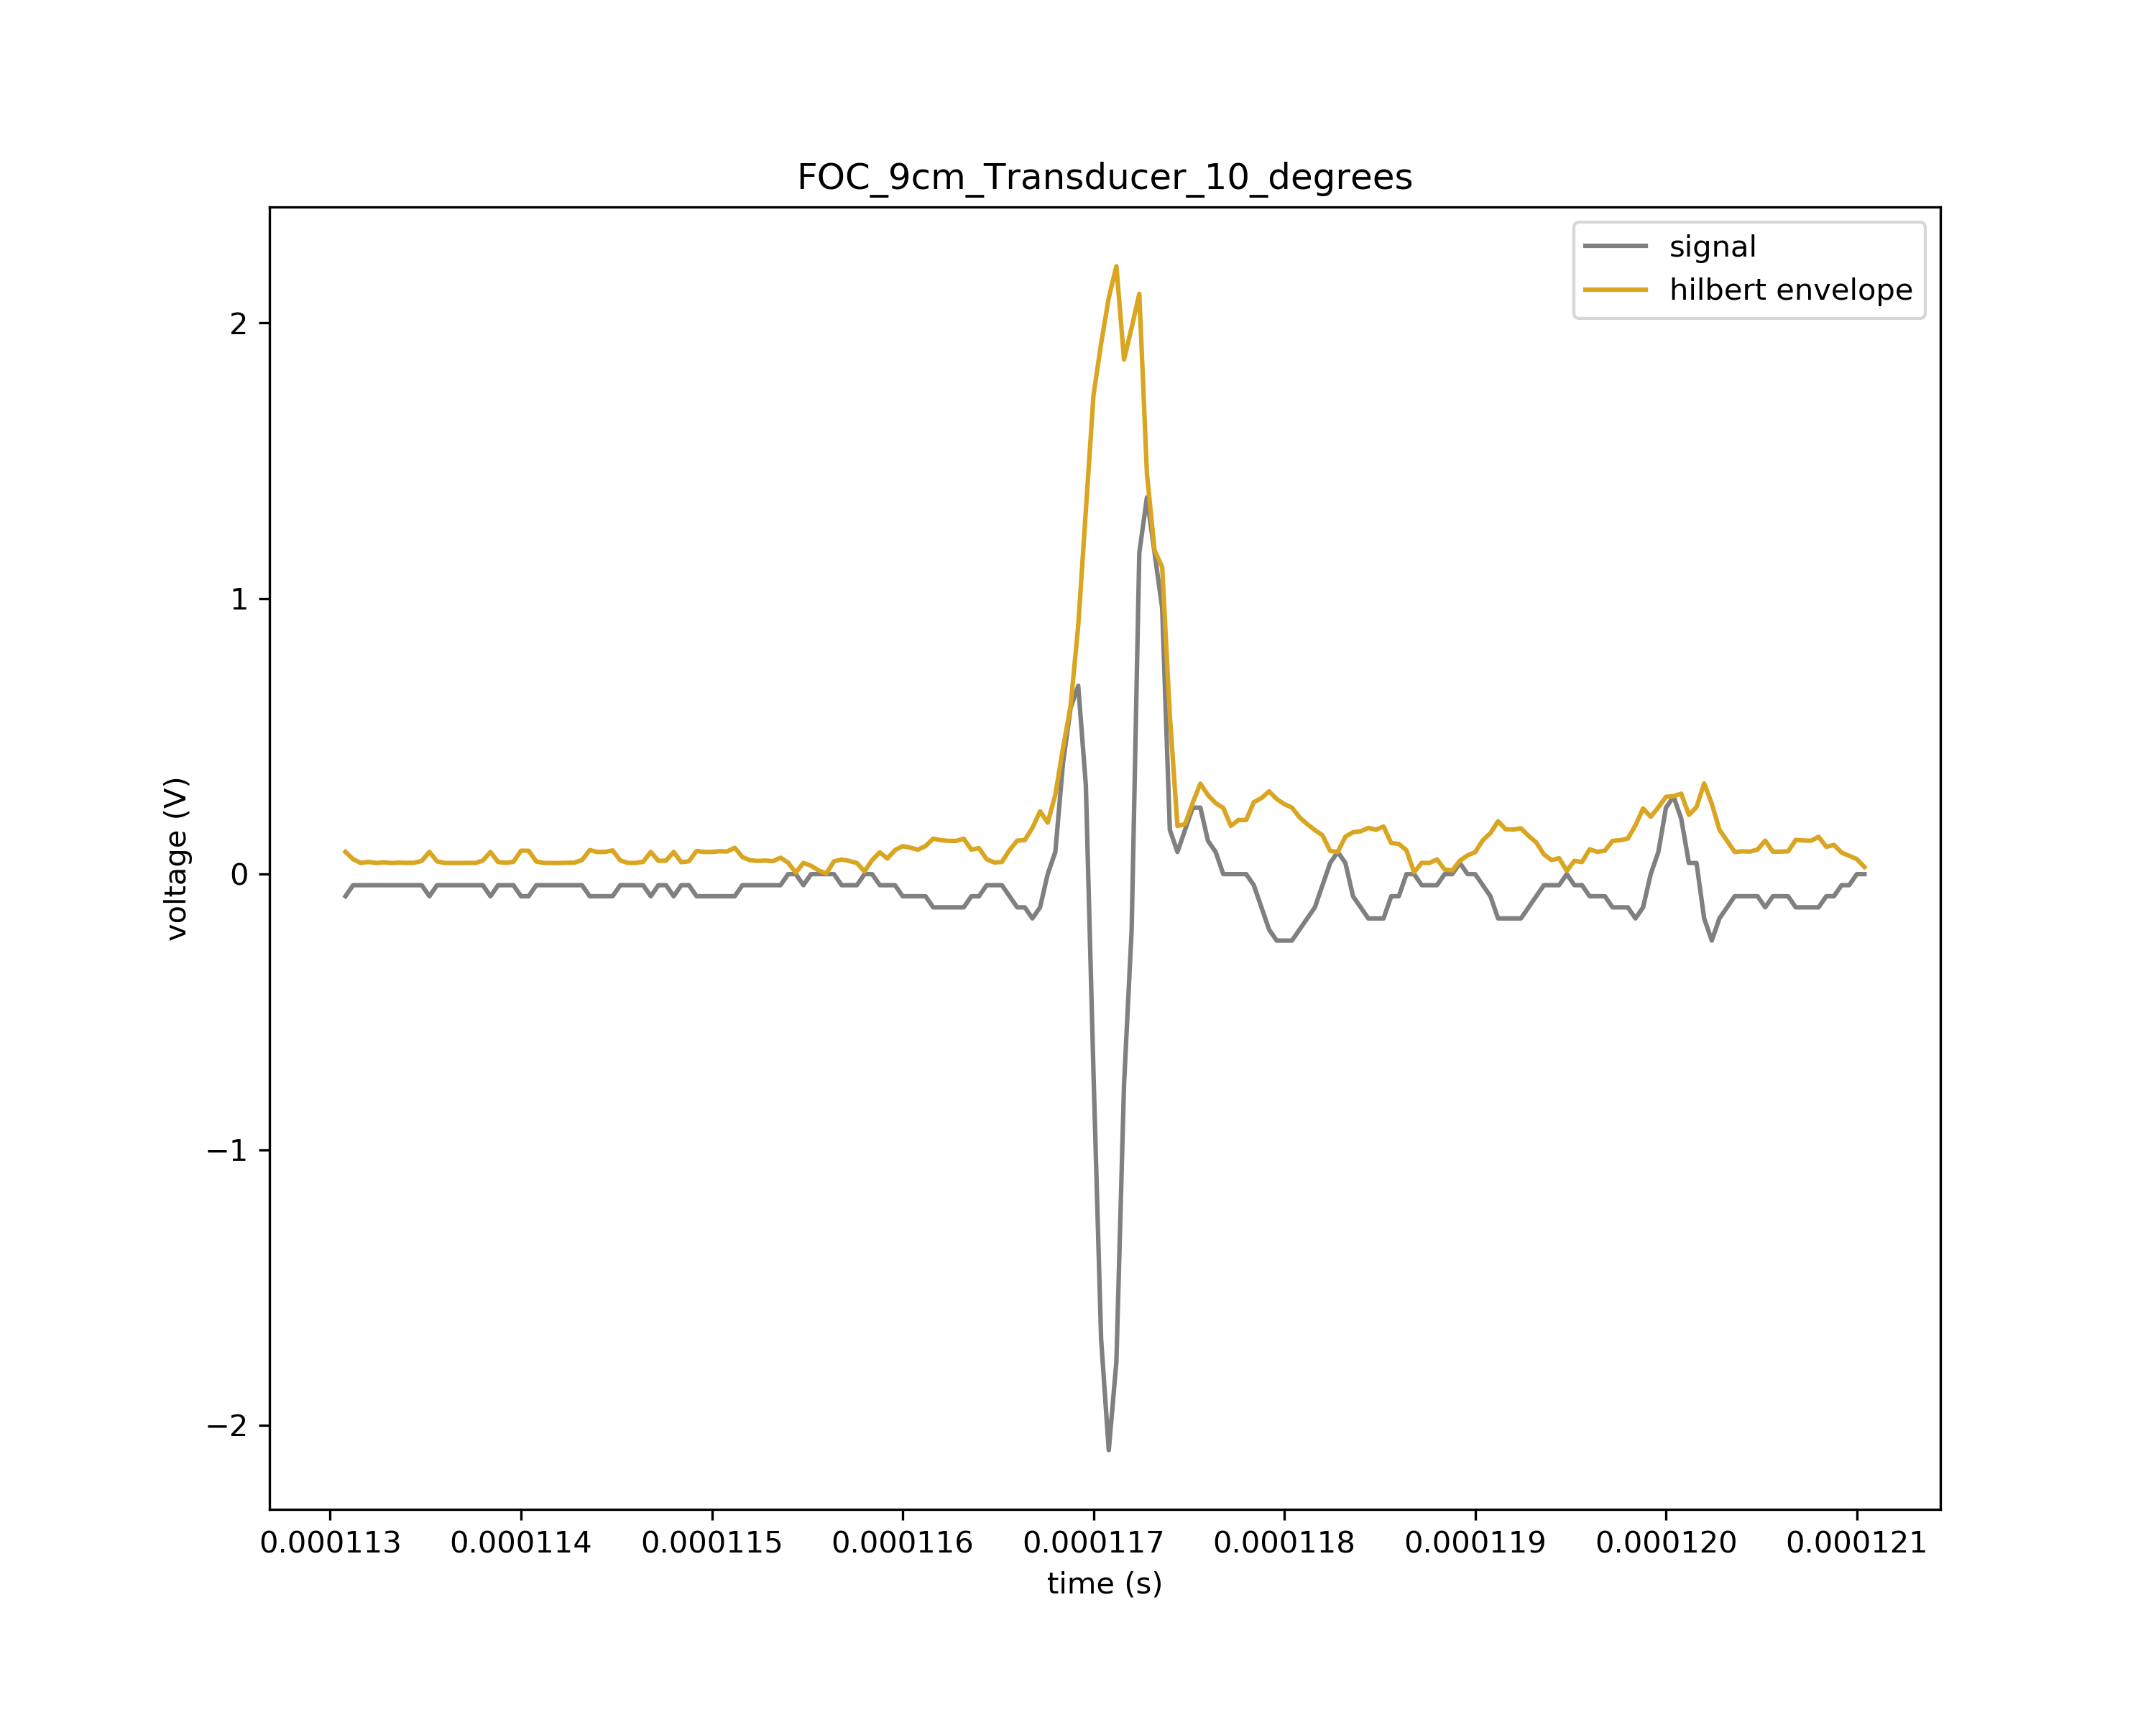 FOC_9cm_Transducer_10_degrees
signal
hilbert envelope
2
1
0
−1
−2
voltage (V)
0.000113 0.000114 0.000115 0.000116 0.000117 0.000118 0.000119 0.000120 0.000121
time (s)